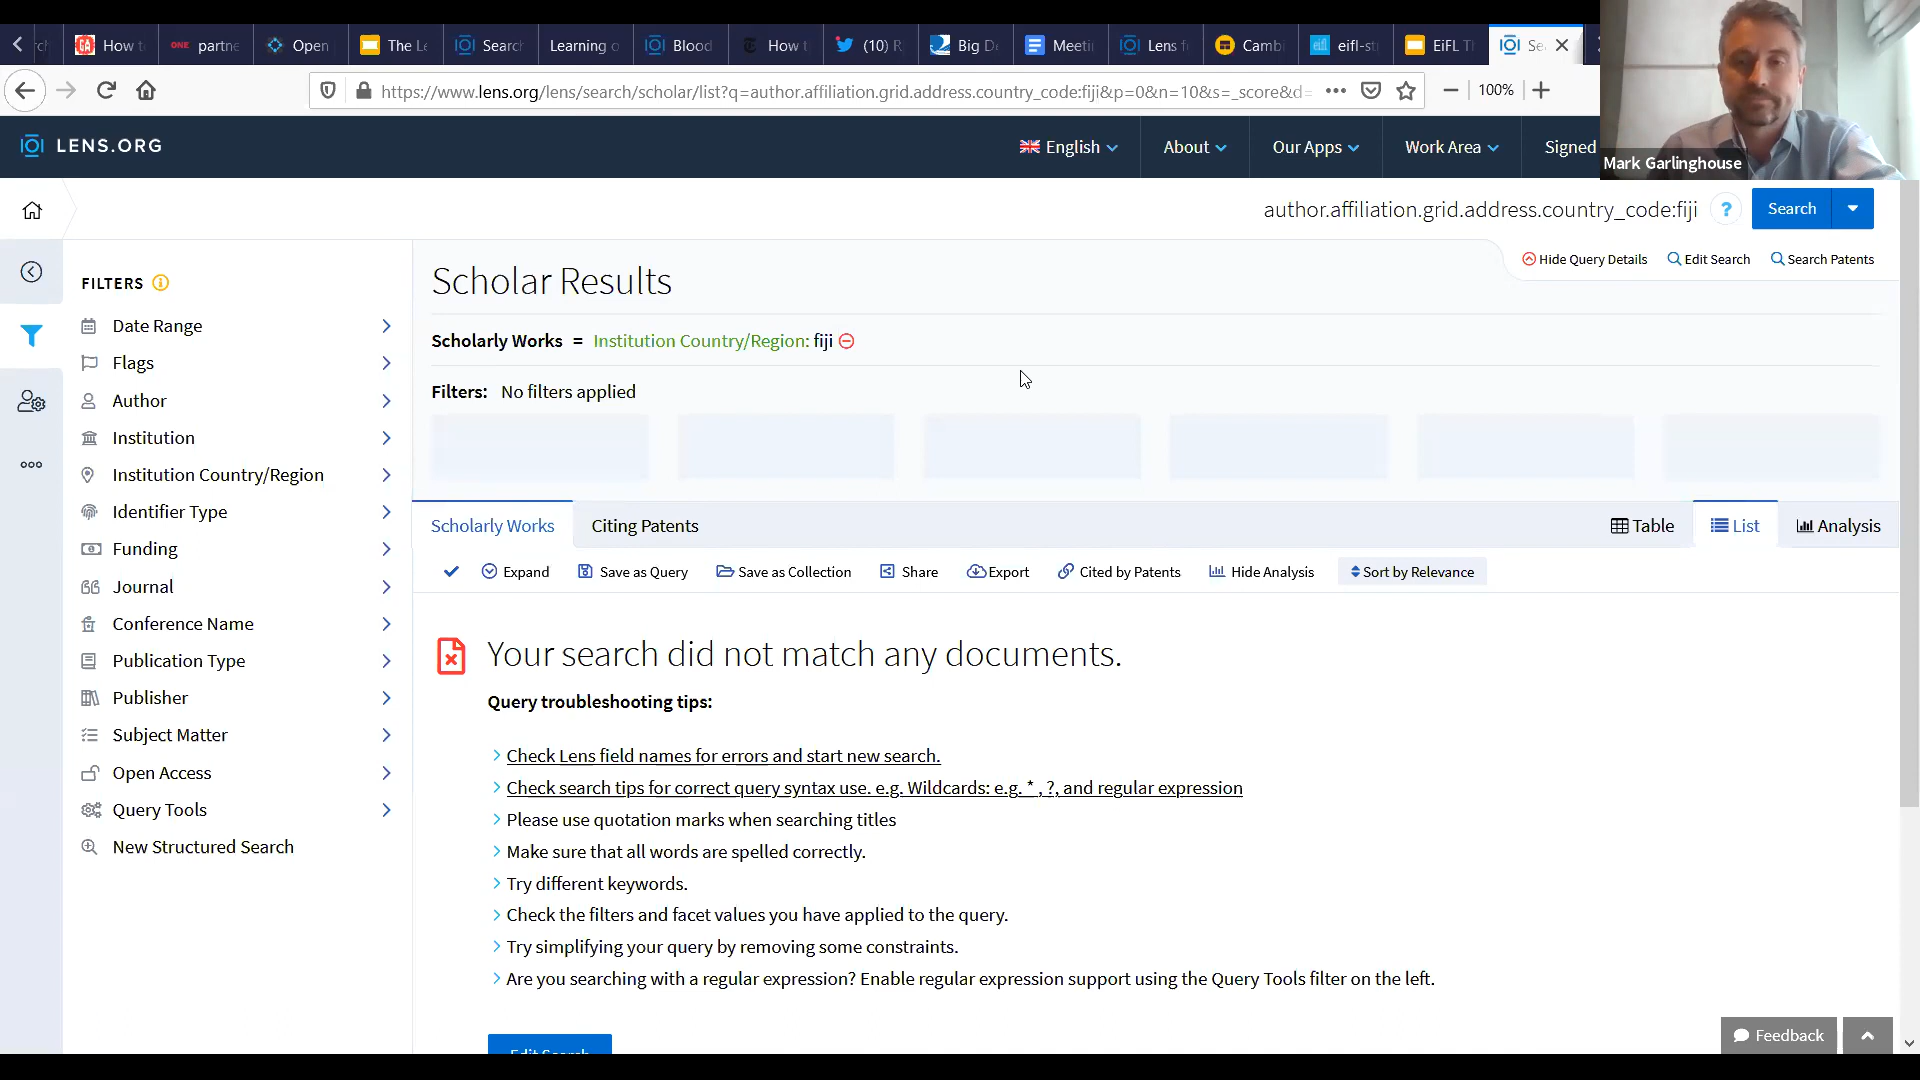 How t
ONE partne
Open
The Le
Search
Learning o
Blood
How t
(10) R
Big D
Meeti
Lens f
Cambi
eifl eifl-st
EiFL T
Se
https://www.lens.org/lens/search/scholar/list?q=author.affiliation.grid.address.country_code:fiji&p=0&n=10&s=_score&d=
100%
LENS.ORG
English
About
Our Apps
Work Area
Signed
Mark Garlinghouse
author.affiliation.grid.address.country_code:fiji
?
Search
Hide Query Details
Edit Search
Search Patents
FILTERS
Date Range
Flags
Author
Institution
Institution Country/Region
Identifier Type
Funding
Journal
Conference Name
Publication Type
Publisher
Subject Matter
Open Access
Query Tools
New Structured Search
Scholar Results
Scholarly Works = Institution Country/Region: fiji
Filters: No filters applied
Scholarly Works
Citing Patents
Table
List
Analysis
Expand
Save as Query
Save as Collection
Share
Export
Cited by Patents
Hide Analysis
Sort by Relevance
Your search did not match any documents.
Query troubleshooting tips:
Check Lens field names for errors and start new search.
Check search tips for correct query syntax use. e.g. Wildcards: e.g. * , ?, and regular expression
Please use quotation marks when searching titles
Make sure that all words are spelled correctly.
Try different keywords.
Check the filters and facet values you have applied to the query.
Try simplifying your query by removing some constraints.
Are you searching with a regular expression? Enable regular expression support using the Query Tools filter on the left.
Edit Search
Feedback